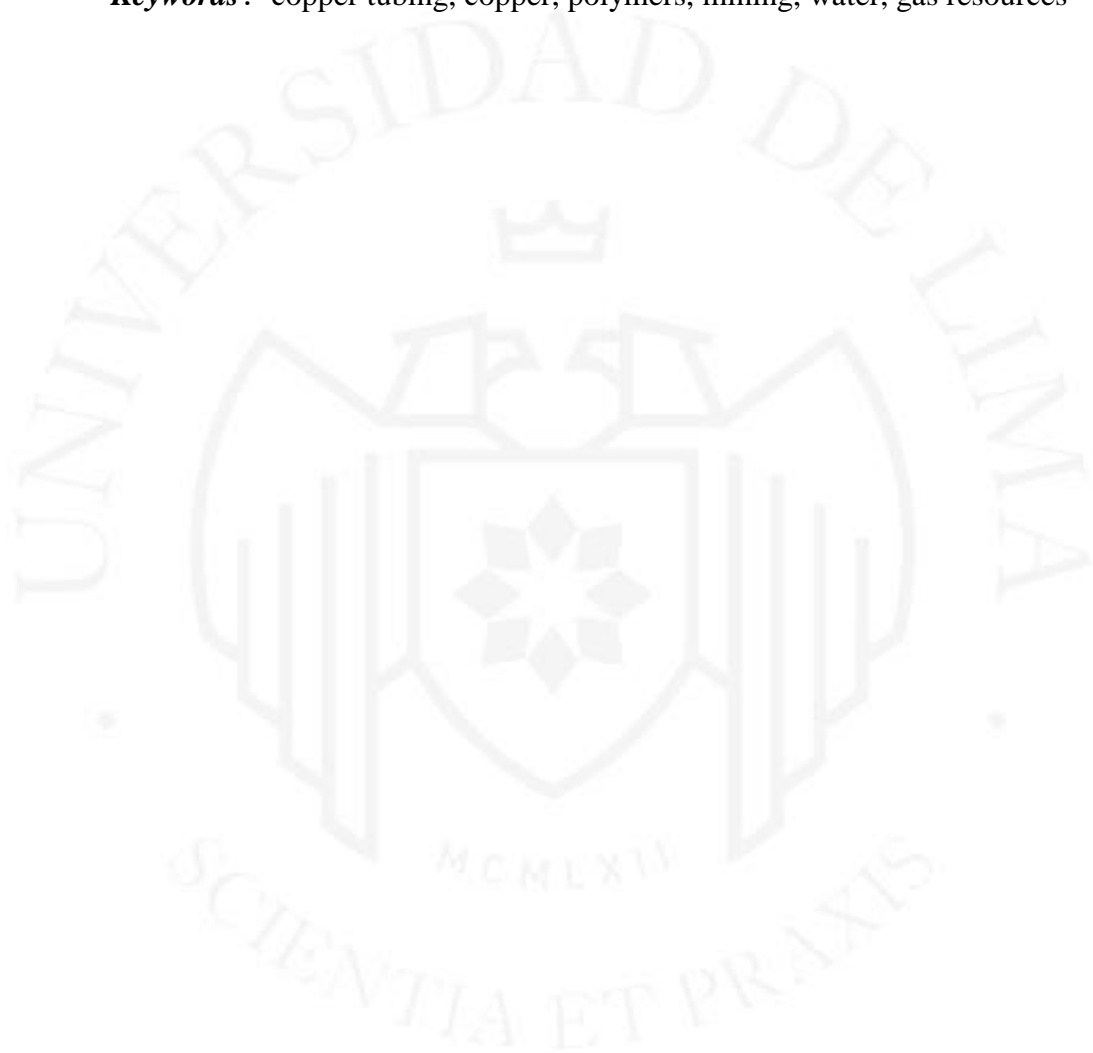 Keywords: copper tubing, copper, polymers, mining, water, gas resources
UNIVERSIDAD DE LIMA
MCMLXII
SCIENTIA ET PRAXIS